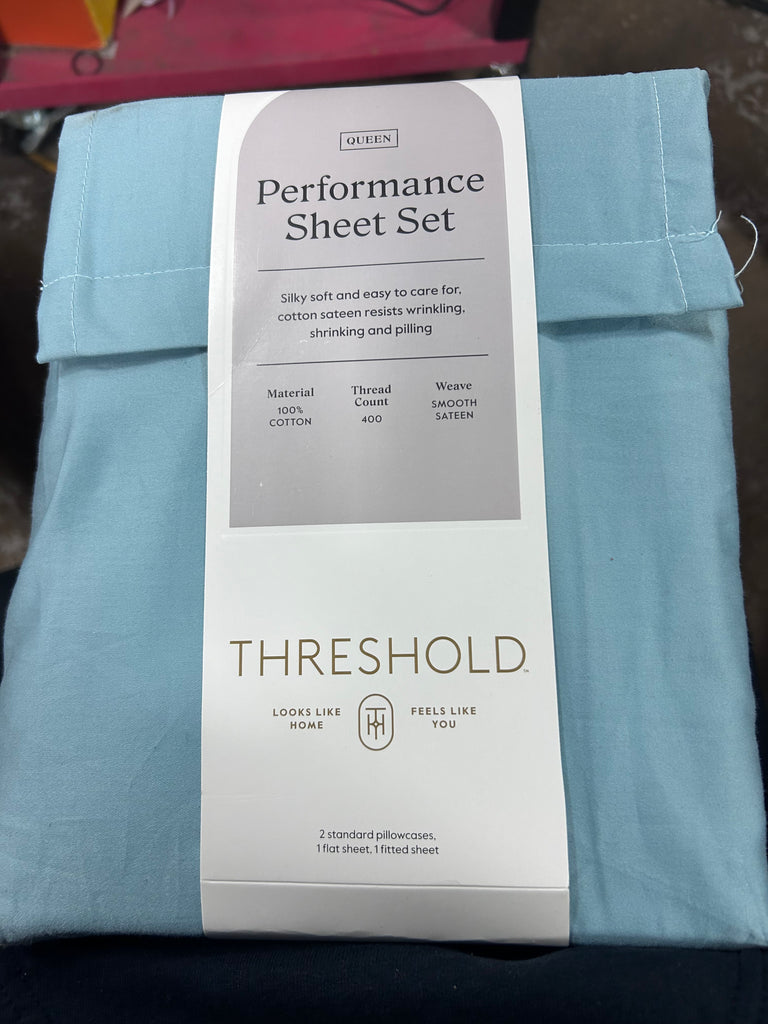 QUEEN
Performance
Sheet Set
Silky soft and easy to care for,
cotton sateen resists wrinkling,
shrinking and pilling
Material
100%
COTTON
Thread
Count
400
Weave
SMOOTH
SATEEN
THRESHOLD™
LOOKS LIKE
HOME
TH
FEELS LIKE
YOU
2 standard pillowcases,
1 flat sheet, 1 fitted sheet